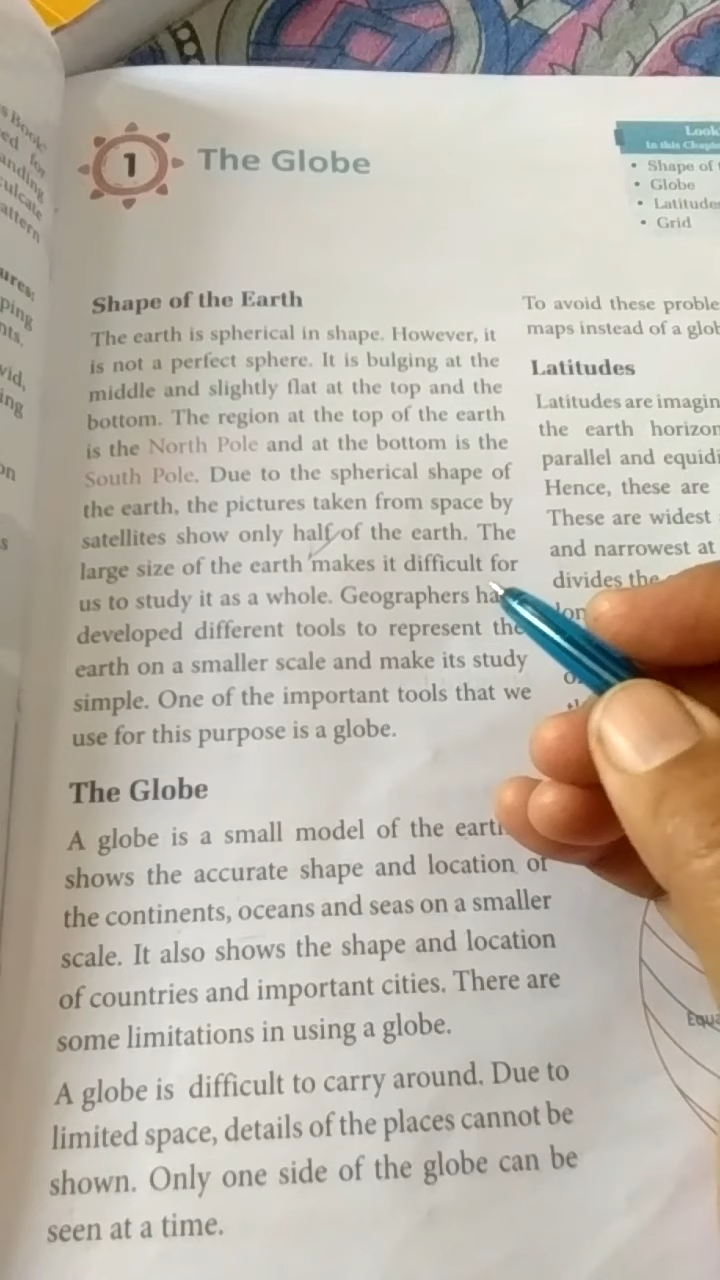 1 The Globe
Look
In this Chapt
• Shape of
• Globe
• Latitudes
• Grid
Shape of the Earth
The earth is spherical in shape. However, it
is not a perfect sphere. It is bulging at the
middle and slightly flat at the top and the
bottom. The region at the top of the earth
is the North Pole and at the bottom is the
South Pole. Due to the spherical shape of
the earth, the pictures taken from space by
satellites show only half of the earth. The
large size of the earth makes it difficult for
us to study it as a whole. Geographers ha
developed different tools to represent the
earth on a smaller scale and make its study
simple. One of the important tools that we
use for this purpose is a globe.
The Globe
A globe is a small model of the eart
shows the accurate shape and location of
the continents, oceans and seas on a smaller
scale. It also shows the shape and location
of countries and important cities. There are
some limitations in using a globe.
A globe is difficult to carry around. Due to
limited space, details of the places cannot be
shown. Only one side of the globe can be
seen at a time.
To avoid these proble
maps instead of a glob
Latitudes
Latitudes are imagin
the earth horizon
parallel and equidi
Hence, these are
These are widest
and narrowest at
divides the
Equa